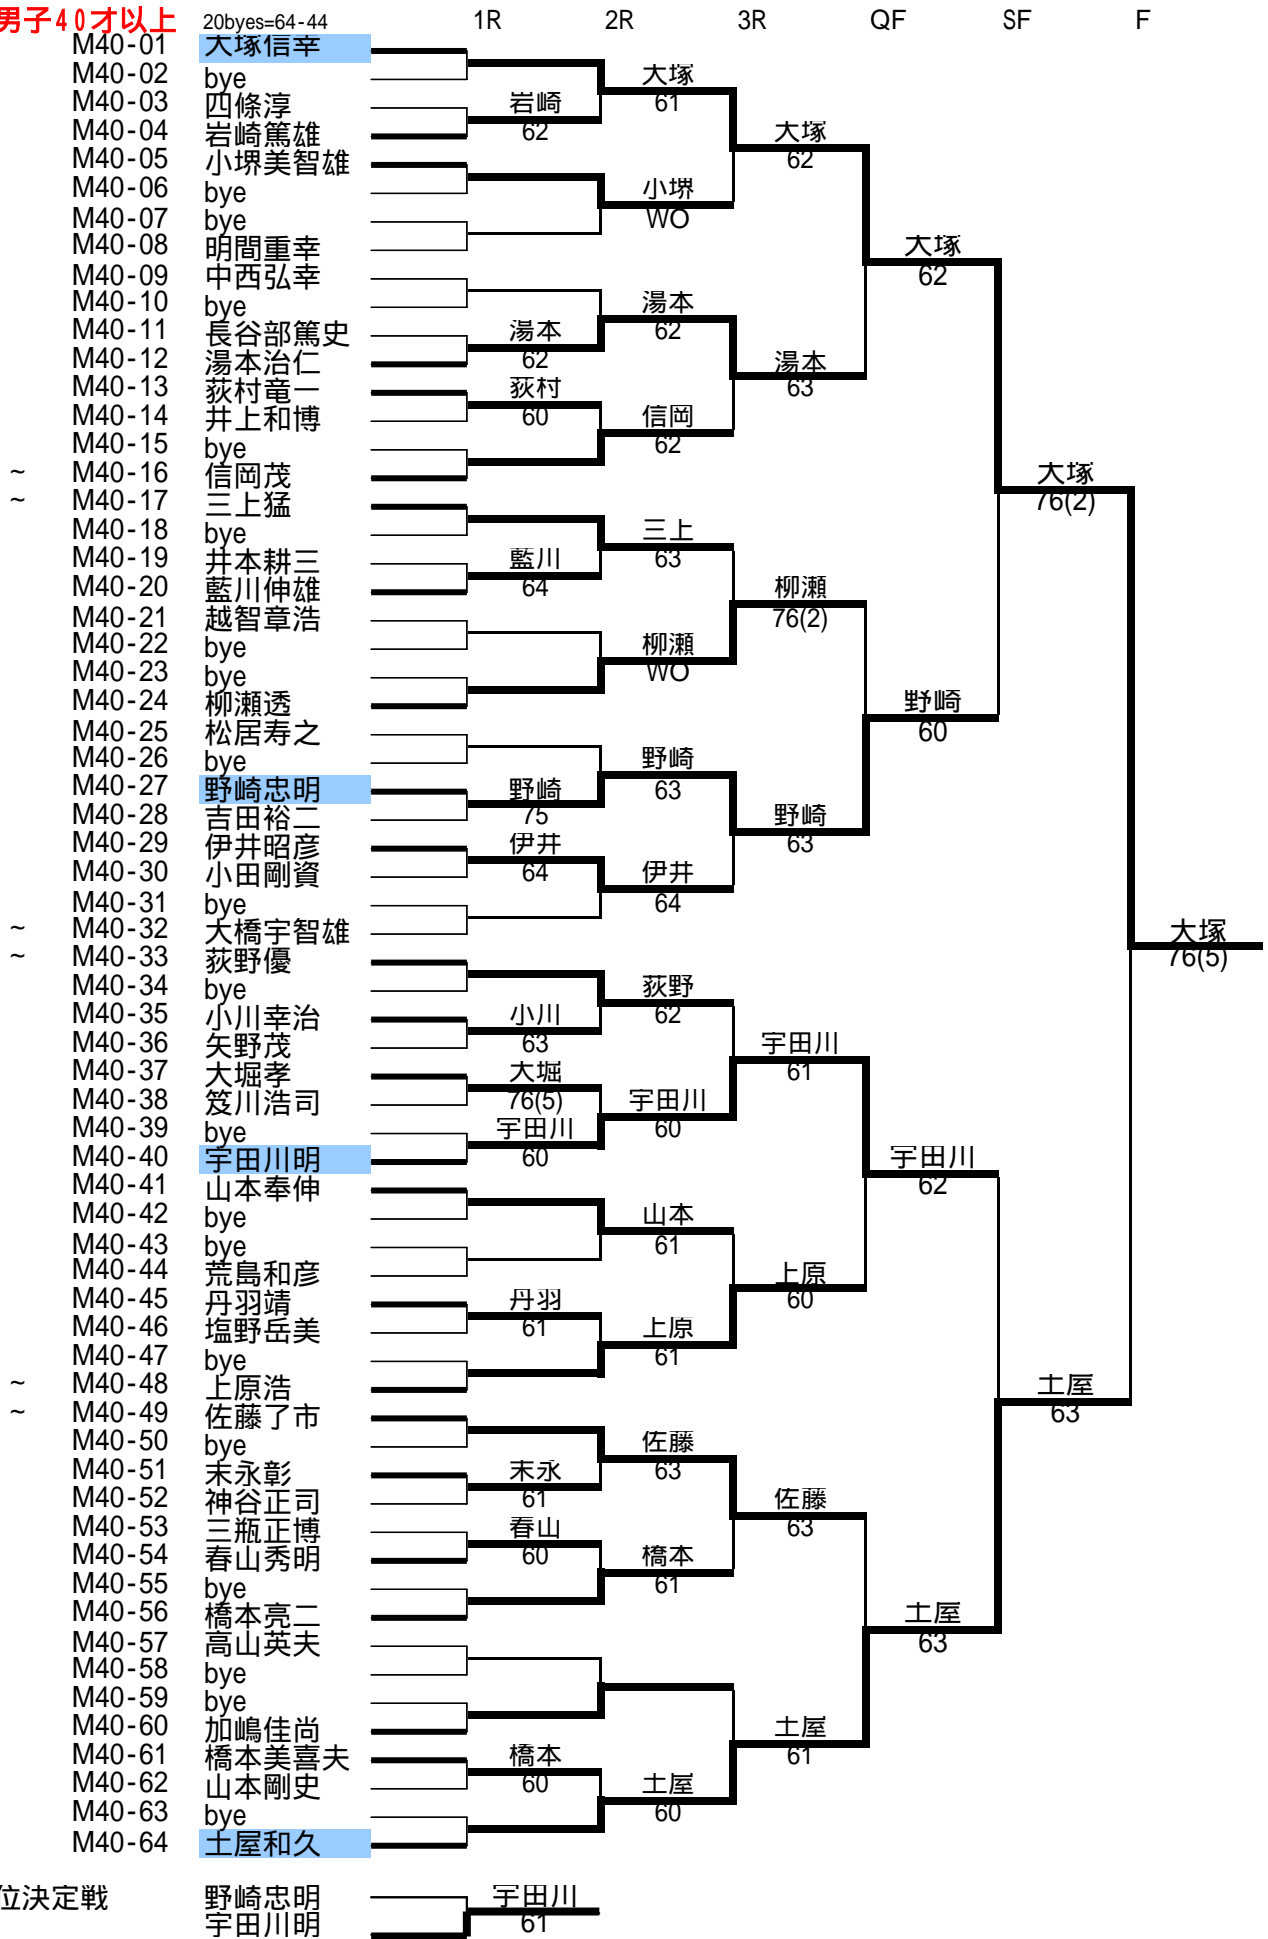 男子40才以上 20byes=64-44 1R 2R 3R QF SF F
M40-01 大塚信幸
M40-02 bye 大塚
M40-03 四條淳 岩崎 61
M40-04 岩崎篤雄 62 大塚
M40-05 小堺美智雄 62
M40-06 bye 小堺
M40-07 bye WO
M40-08 明間重幸 大塚
M40-09 中西弘幸 62
M40-10 bye 湯本
M40-11 長谷部篤史 湯本 62
M40-12 湯本治仁 62 湯本
M40-13 荻村竜一 荻村 63
M40-14 井上和博 60 信岡
M40-15 bye 62
~ M40-16 信岡茂 大塚
~ M40-17 三上猛 76(2)
M40-18 bye 三上
M40-19 井本耕三 藍川 63
M40-20 藍川伸雄 64 柳瀬
M40-21 越智章浩 76(2)
M40-22 bye 柳瀬
M40-23 bye WO
M40-24 柳瀬透 野崎
M40-25 松居寿之 60
M40-26 bye 野崎
M40-27 野崎忠明 野崎 63
M40-28 吉田裕二 75 野崎
M40-29 伊井昭彦 伊井 63
M40-30 小田剛資 64 伊井
M40-31 bye 64
~ M40-32 大橋宇智雄 大塚
~ M40-33 荻野優 76(5)
M40-34 bye 荻野
M40-35 小川幸治 小川 62
M40-36 矢野茂 63 宇田川
M40-37 大堀孝 大堀 61
M40-38 笈川浩司 76(5) 宇田川
M40-39 bye 宇田川 60
M40-40 宇田川明 60 宇田川
M40-41 山本奉伸 62
M40-42 bye 山本
M40-43 bye 61
M40-44 荒島和彦 上原
M40-45 丹羽靖 丹羽 60
M40-46 塩野岳美 61 上原
M40-47 bye 61
~ M40-48 上原浩 土屋
~ M40-49 佐藤了市 63
M40-50 bye 佐藤
M40-51 末永彰 末永 63
M40-52 神谷正司 61 佐藤
M40-53 三瓶正博 春山 63
M40-54 春山秀明 60 橋本
M40-55 bye 61
M40-56 橋本亮二 土屋
M40-57 高山英夫 63
M40-58 bye
M40-59 bye
M40-60 加嶋佳尚 土屋
M40-61 橋本美喜夫 橋本 61
M40-62 山本剛史 60 土屋
M40-63 bye 60
M40-64 土屋和久
位決定戦 野崎忠明 宇田川
宇田川明 61